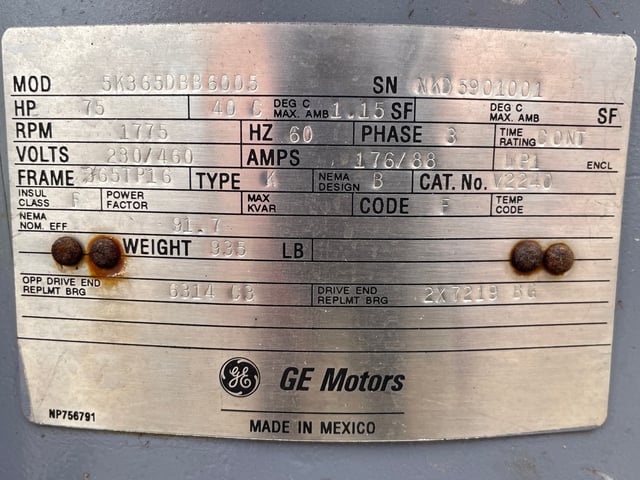 MOD 5K365DBB6005 SN NKD5901001
HP 75 40 C DEG C MAX. AMB 1.15 SF DEG C MAX. AMB SF
RPM 1775 HZ 60 PHASE 3 TIME RATING CONT
VOLTS 230/460 AMPS 176/88 DP1 ENCL
FRAME 365TP16 TYPE K NEMA DESIGN B CAT. No. V2240
INSUL CLASS F POWER FACTOR MAX KVAR CODE F TEMP CODE
NEMA NOM. EFF 91.7
WEIGHT 935 LB
OPP DRIVE END REPLMT BRG 6314 C3 DRIVE END REPLMT BRG 2X7219 BG
GE GE Motors
NP756791
MADE IN MEXICO